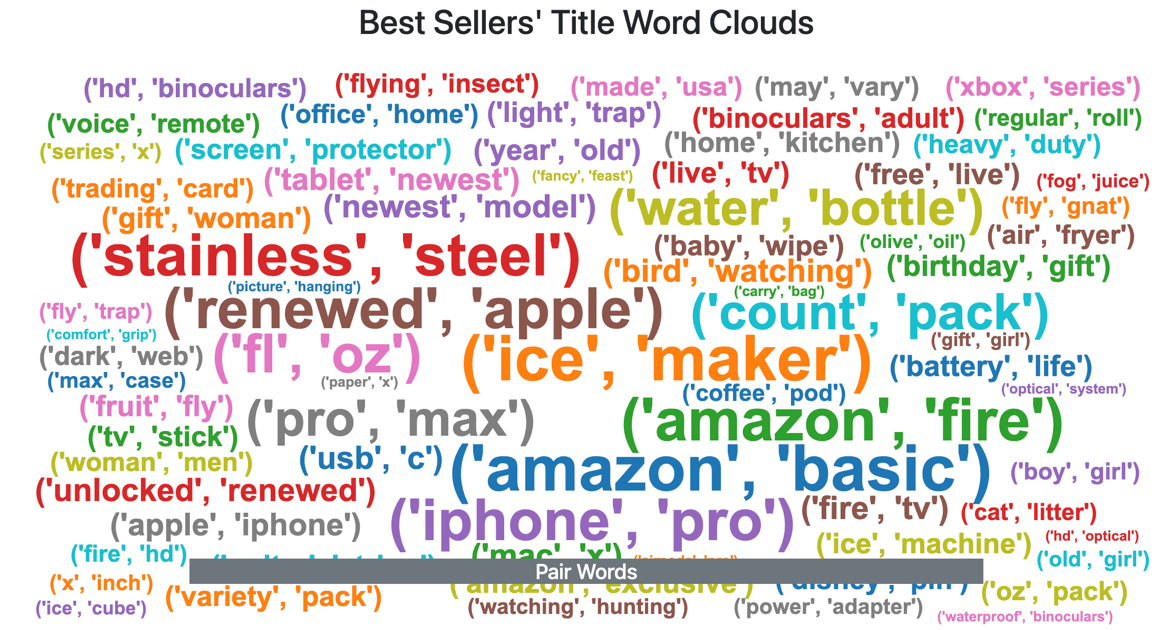 Best Sellers' Title Word Clouds
('hd', 'binoculars') ('flying', 'insect') ('made', 'usa') ('may', 'vary') ('xbox', 'series')
('voice', 'remote') ('office', 'home') ('light', 'trap') ('binoculars', 'adult') ('regular', 'roll')
('series', 'x') ('screen', 'protector') ('year', 'old') ('home', 'kitchen') ('heavy', 'duty')
('trading', 'card') ('tablet', 'newest') ('fancy', 'feast') ('live', 'tv') ('free', 'live') ('fog', 'juice')
('gift', 'woman') ('newest', 'model') ('water', 'bottle') ('fly', 'gnat')
('stainless', 'steel') ('baby', 'wipe') ('olive', 'oil') ('air', 'fryer')
('bird', 'watching') ('birthday', 'gift')
('picture', 'hanging') ('carry', 'bag')
('fly', 'trap') ('renewed', 'apple') ('count', 'pack')
('comfort', 'grip') ('gift', 'girl')
('dark', 'web') ('fl', 'oz') ('ice', 'maker') ('battery', 'life')
('max', 'case') ('paper', 'x') ('coffee', 'pod') ('optical', 'system')
('fruit', 'fly') ('pro', 'max') ('amazon', 'fire')
('tv', 'stick')
('woman', 'men') ('usb', 'c') ('amazon', 'basic') ('boy', 'girl')
('unlocked', 'renewed') ('fire', 'tv') ('cat', 'litter')
('apple', 'iphone') ('iphone', 'pro') ('ice', 'machine') ('hd', 'optical')
('fire', 'hd') ('mac', 'x') ('old', 'girl')
Pair Words
('x', 'inch') ('variety', 'pack') ('amazon', 'exclusive') ('disney', 'pin') ('oz', 'pack')
('ice', 'cube') ('watching', 'hunting') ('power', 'adapter') ('waterproof', 'binoculars')